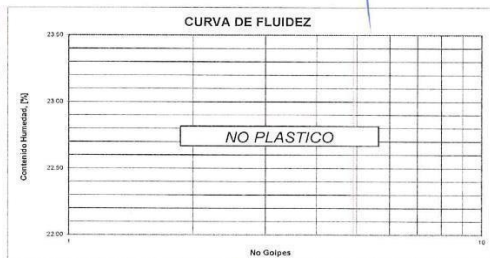 CURVA DE FLUIDEZ
23.50
23.00
22.50
22.00
Contenido Humedad, [%]
NO PLASTICO
1
10
No Golpes